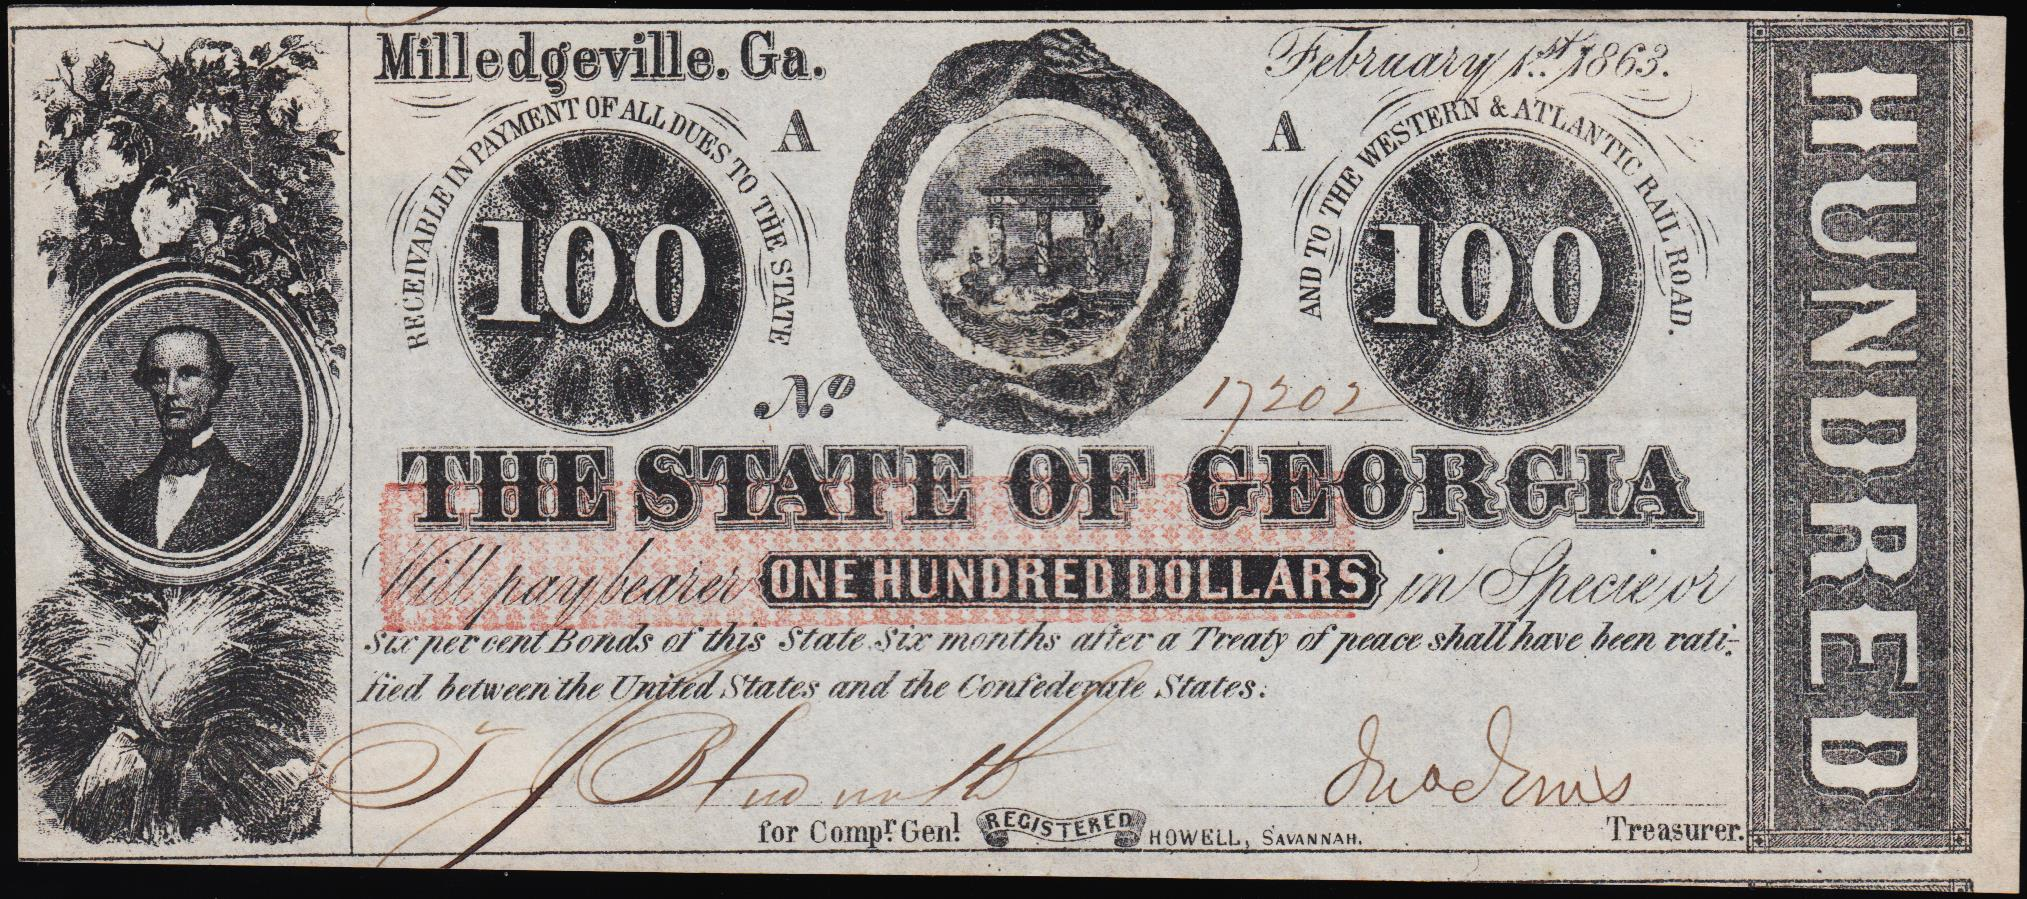 Milledgeville. Ga.
February 1st. 1863.
RECEIVABLE IN PAYMENT OF ALL DUES TO THE STATE
A
A
AND TO THE WESTERN & ATLANTIC RAIL ROAD.
100
100
No.
17202
THE STATE OF GEORGIA
Will pay bearer ONE HUNDRED DOLLARS in Specie or
six per cent Bonds of this State Six months after a Treaty of peace shall have been rati-
fied between the United States and the Confederate States.
for Compr. Genl.
REGISTERED
HOWELL, SAVANNAH.
Treasurer.
HUNDRED